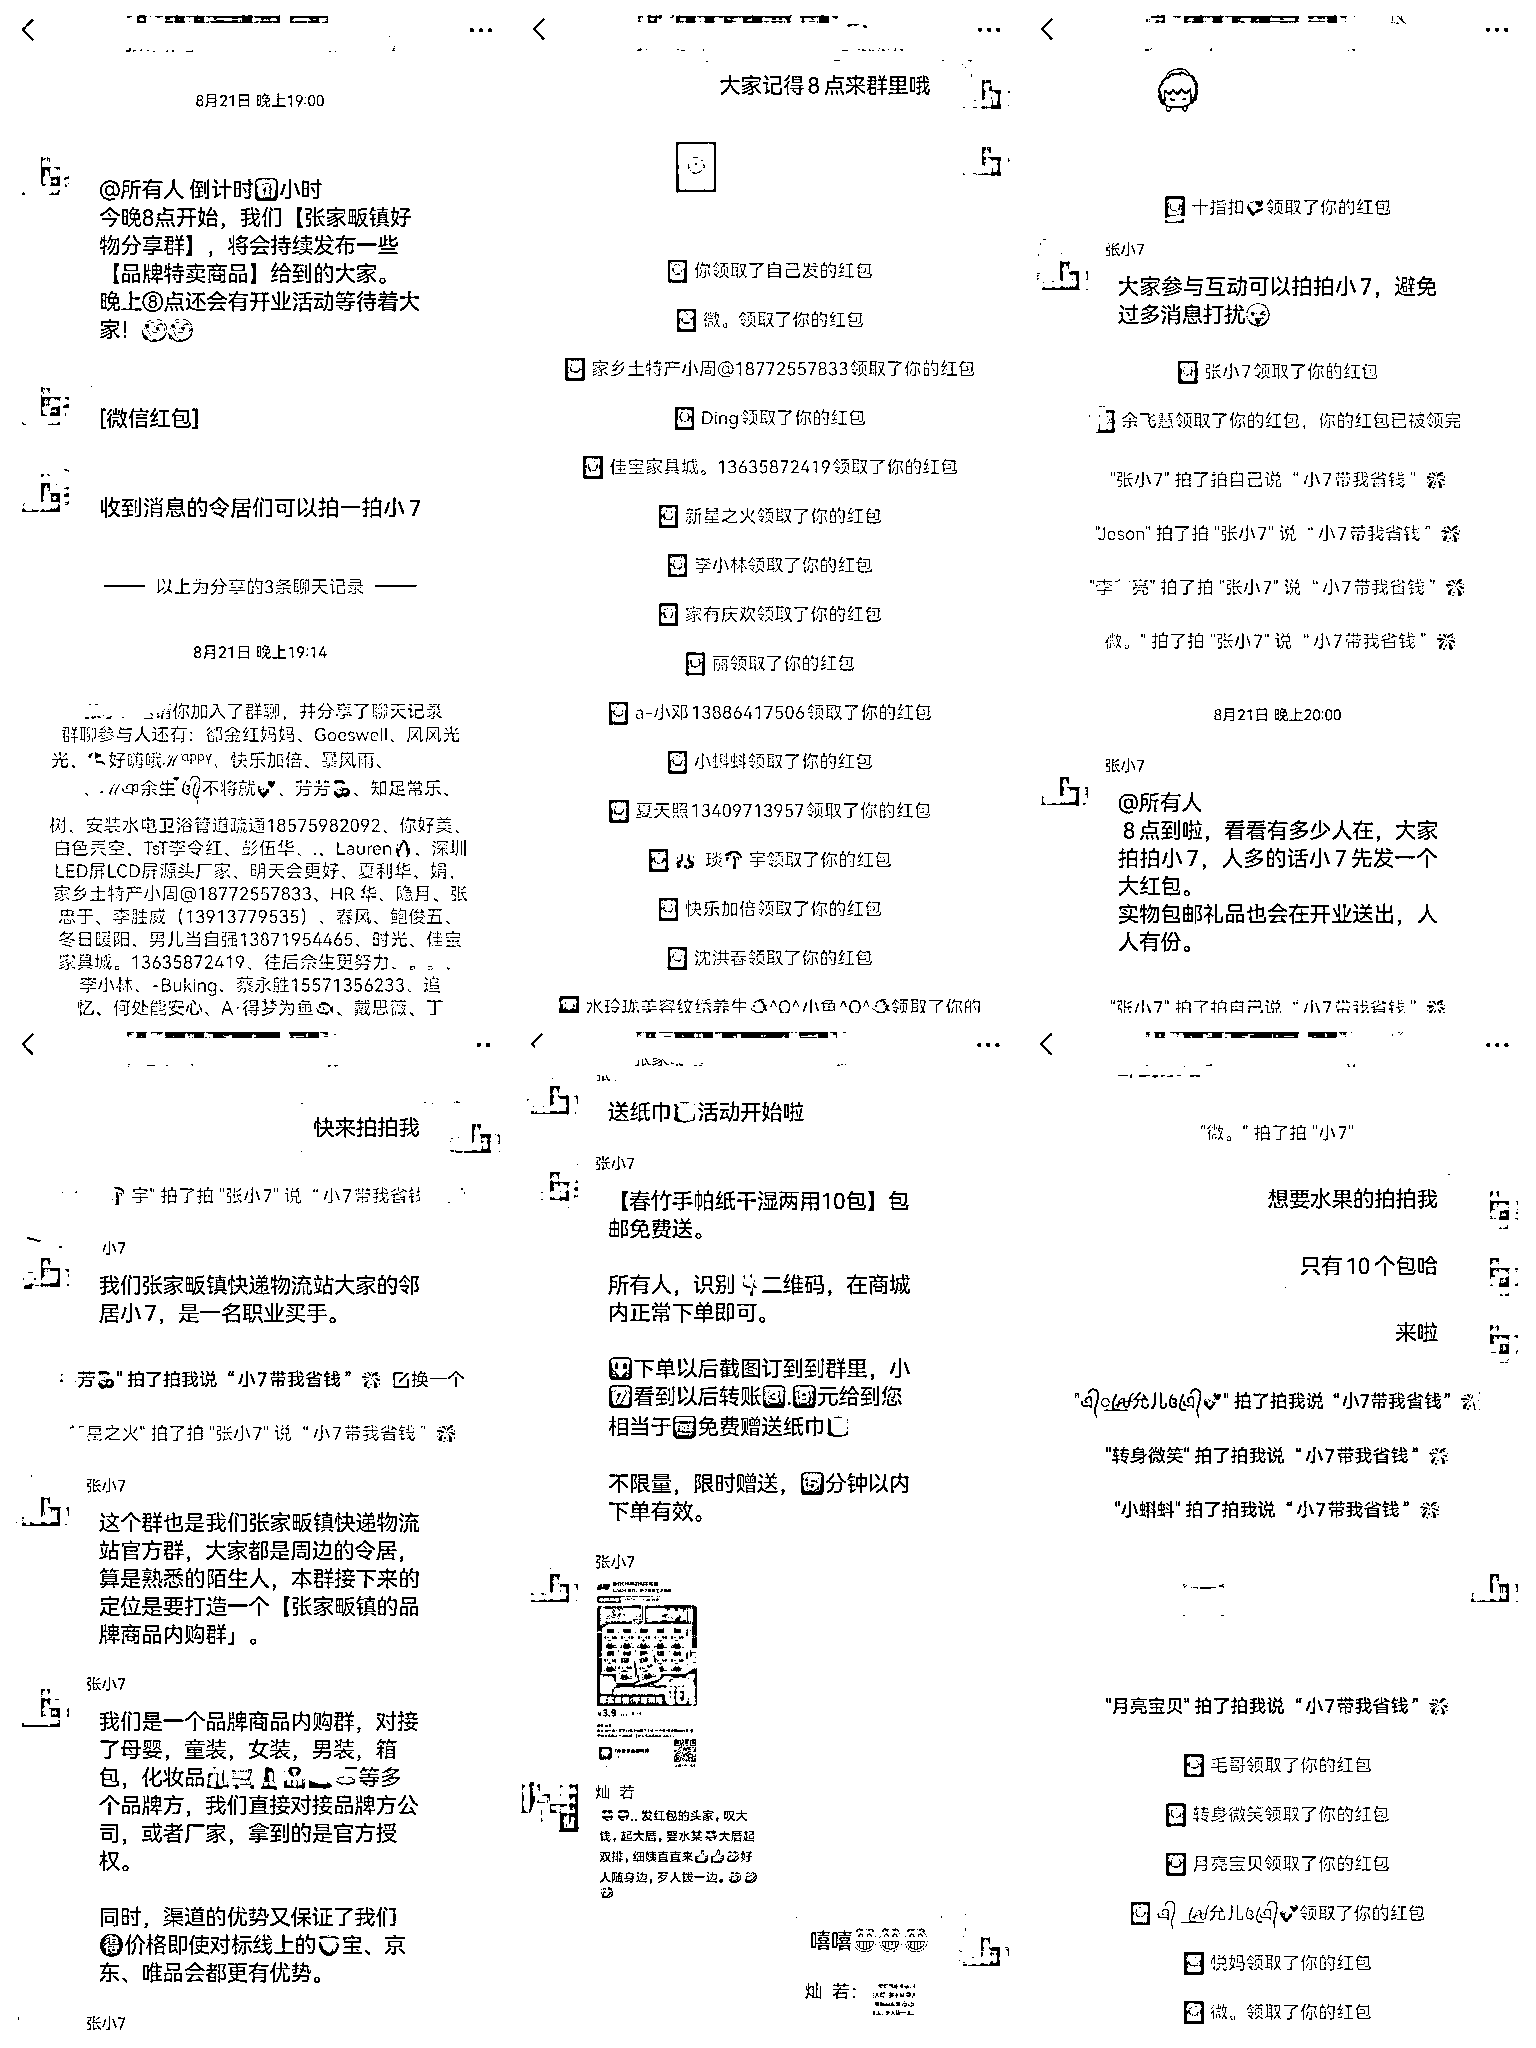 8月21日 晚上19:00
@所有人 倒计时 小时
今晚8点开始，我们【张家畈镇好
物分享群】，将会持续发布一些
【品牌特卖商品】给到的大家。
晚上⑧点还会有开业活动等待着大
家！
[微信红包]
收到消息的令居们可以拍一拍小7
以上为分享的3条聊天记录
8月21日 晚上19:14
你加入了群聊，并分享了聊天记录
群聊参与人还有：郤金红妈妈、Goeswell、风风光
光、好嗨哦 、快乐加倍、暴风雨、
余生 不将就 、芳芳 、知足常乐、
树、安装水电卫浴管道疏通18575982092、你好美、
白色天空、TsT李令红、彭伍华、..、Lauren 、深圳
LED屏LCD屏源头厂家、明天会更好、夏利华、娟、
家乡土特产小周@18772557833、HR 华、隐月、张
忠于、李胜威（13913779535）、春风、鲍俊五、
冬日暖阳、男儿当自强13871954465、时光、佳宝
家具城。13635872419、往后余生更努力、。。、
李小林、-Buking、蔡永胜15571356233、追
忆、何处能安心、A·得梦为鱼 、戴思薇、丁
大家记得8点来群里哦
你领取了自己发的红包
微。领取了你的红包
家乡土特产小周@18772557833领取了你的红包
Ding领取了你的红包
佳宝家具城。13635872419领取了你的红包
新星之火领取了你的红包
李小林领取了你的红包
家有庆欢领取了你的红包
丽领取了你的红包
a-小邓13886417506领取了你的红包
小蝌蚪领取了你的红包
夏天照13409713957领取了你的红包
琰 宇领取了你的红包
快乐加倍领取了你的红包
沈洪春领取了你的红包
水玲珑美容纹绣养生 ^O^小鱼^O^ 领取了你的
十指扣 领取了你的红包
张小7
大家参与互动可以拍拍小7，避免
过多消息打扰
张小7领取了你的红包
余飞慧领取了你的红包，你的红包已被领完
"张小7" 拍了拍自己说 “小7带我省钱 ”
"Joson" 拍了拍 "张小7" 说 “小7带我省钱 ”
"李 亮" 拍了拍 "张小7" 说 “小7带我省钱 ”
微。" 拍了拍 "张小7" 说 “小7带我省钱 ”
8月21日 晚上20:00
张小7
@所有人
8点到啦，看看有多少人在，大家
拍拍小7，人多的话小7先发一个
大红包。
实物包邮礼品也会在开业送出，人
人有份。
"张小7" 拍了拍自己说 “小7带我省钱 ”
快来拍拍我
宇" 拍了拍 "张小7" 说 “小7带我省钱
小7
我们张家畈镇快递物流站大家的邻
居小7，是一名职业买手。
芳 " 拍了拍我说 “小7带我省钱 ” 换一个
星之火" 拍了拍 "张小7" 说 “小7带我省钱 ”
张小7
这个群也是我们张家畈镇快递物流
站官方群，大家都是周边的令居，
算是熟悉的陌生人，本群接下来的
定位是要打造一个【张家畈镇的品
牌商品内购群」。
张小7
我们是一个品牌商品内购群，对接
了母婴，童装，女装，男装，箱
包，化妆品 等多
个品牌方，我们直接对接品牌方公
司，或者厂家，拿到的是官方授
权。
同时，渠道的优势又保证了我们
得价格即使对标线上的 宝、京
东、唯品会都更有优势。
张小7
送纸巾 活动开始啦
张小7
【春竹手帕纸干湿两用10包】包
邮免费送。
所有人，识别 二维码，在商城
内正常下单即可。
下单以后截图订到到群里，小
看到以后转账 . 元给到您
相当于 免费赠送纸巾
不限量，限时赠送， 分钟以内
下单有效。
张小7
¥3.9
灿 若
.. 发红包的头家，叹大
钱，起大厝，要水某 大厝起
双排，细姨直直来 好
人随身边，歹人拨一边。
嘻嘻
灿 若：
"微。" 拍了拍 "小7"
想要水果的拍拍我
只有10个包哈
来啦
允儿 " 拍了拍我说 “小7带我省钱”
"转身微笑" 拍了拍我说 “小7带我省钱 ”
"小蝌蚪" 拍了拍我说 “小7带我省钱 ”
"月亮宝贝" 拍了拍我说 “小7带我省钱 ”
毛哥领取了你的红包
转身微笑领取了你的红包
月亮宝贝领取了你的红包
允儿 领取了你的红包
悦妈领取了你的红包
微。领取了你的红包